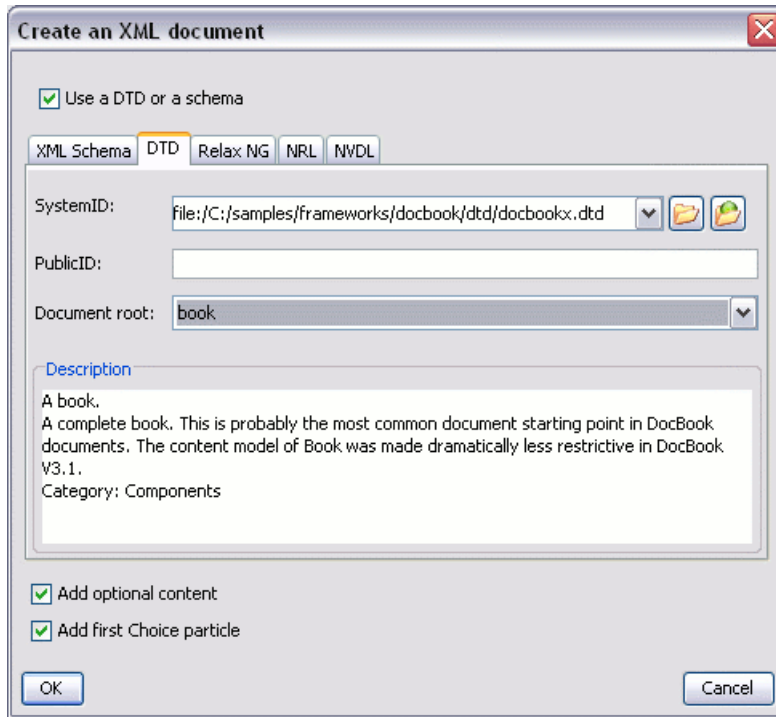 Create an XML document
Use a DTD or a schema
XML Schema DTD Relax NG NRL NVDL
SystemID: file:/C:/samples/frameworks/docbook/dtd/docbookx.dtd
PublicID:
Document root: book
Description
A book.
A complete book. This is probably the most common document starting point in DocBook
documents. The content model of Book was made dramatically less restrictive in DocBook
V3.1.
Category: Components
Add optional content
Add first Choice particle
OK Cancel